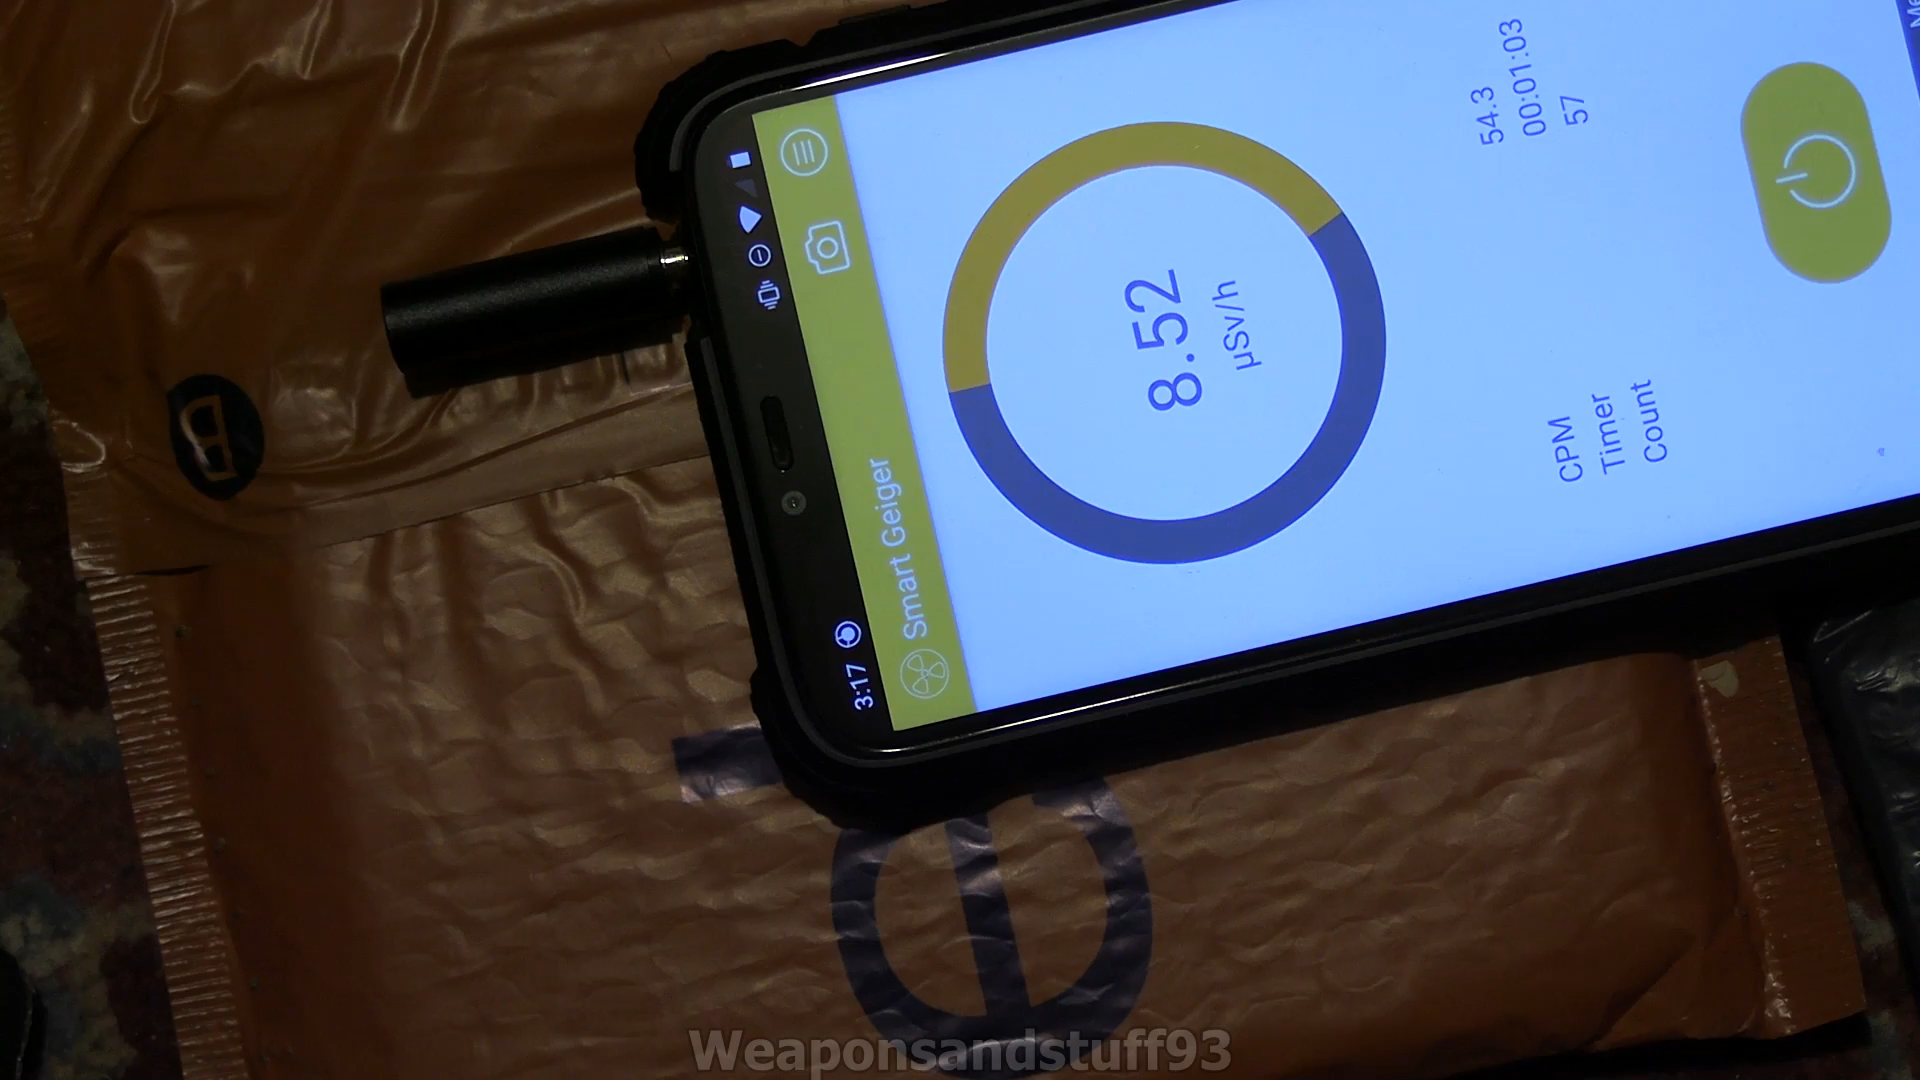 3:17
Smart Geiger
8.52
μSv/h
CPM 54.3
Timer 00:01:03
Count 57
Weaponsandstuff93